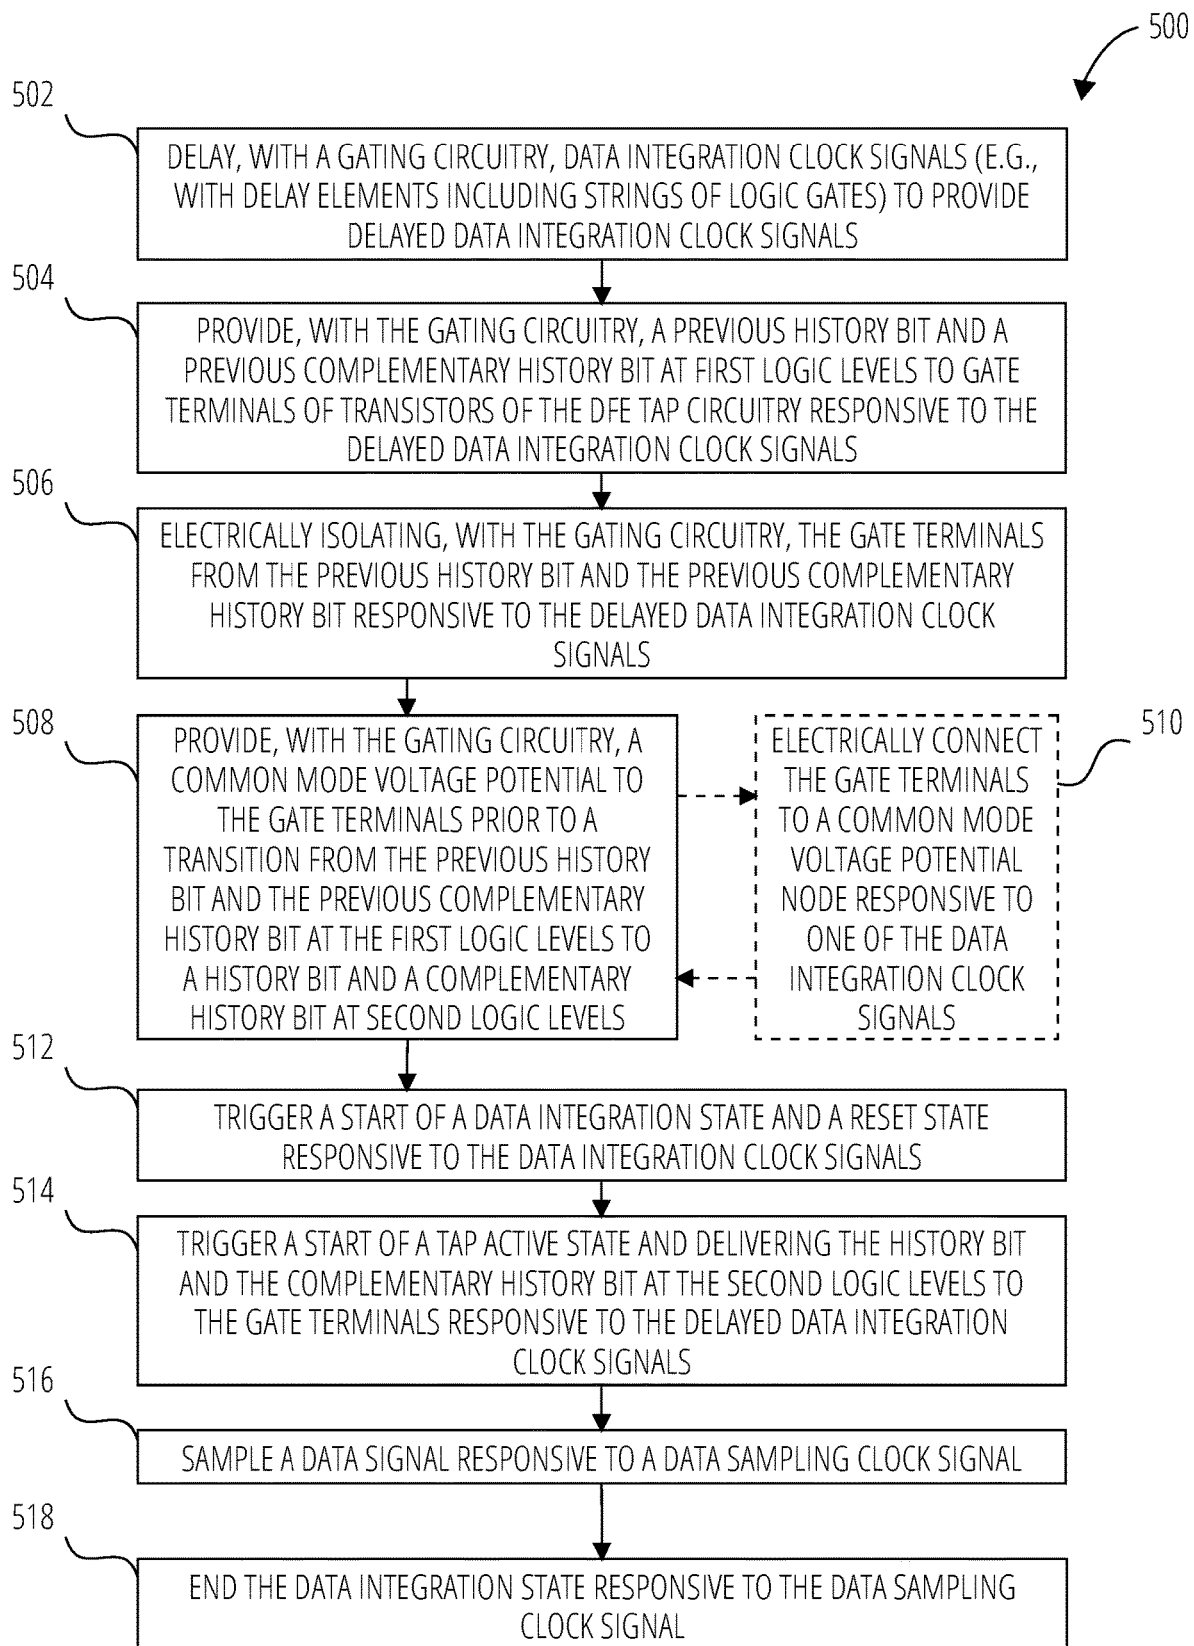 500
502
DELAY, WITH A GATING CIRCUITRY, DATA INTEGRATION CLOCK SIGNALS (E.G.,
WITH DELAY ELEMENTS INCLUDING STRINGS OF LOGIC GATES) TO PROVIDE
DELAYED DATA INTEGRATION CLOCK SIGNALS
504
PROVIDE, WITH THE GATING CIRCUITRY, A PREVIOUS HISTORY BIT AND A
PREVIOUS COMPLEMENTARY HISTORY BIT AT FIRST LOGIC LEVELS TO GATE
TERMINALS OF TRANSISTORS OF THE DFE TAP CIRCUITRY RESPONSIVE TO THE
DELAYED DATA INTEGRATION CLOCK SIGNALS
506
ELECTRICALLY ISOLATING, WITH THE GATING CIRCUITRY, THE GATE TERMINALS
FROM THE PREVIOUS HISTORY BIT AND THE PREVIOUS COMPLEMENTARY
HISTORY BIT RESPONSIVE TO THE DELAYED DATA INTEGRATION CLOCK
SIGNALS
508
PROVIDE, WITH THE GATING CIRCUITRY, A
COMMON MODE VOLTAGE POTENTIAL TO
THE GATE TERMINALS PRIOR TO A
TRANSITION FROM THE PREVIOUS HISTORY
BIT AND THE PREVIOUS COMPLEMENTARY
HISTORY BIT AT THE FIRST LOGIC LEVELS TO
A HISTORY BIT AND A COMPLEMENTARY
HISTORY BIT AT SECOND LOGIC LEVELS
510
ELECTRICALLY CONNECT
THE GATE TERMINALS
TO A COMMON MODE
VOLTAGE POTENTIAL
NODE RESPONSIVE TO
ONE OF THE DATA
INTEGRATION CLOCK
SIGNALS
512
TRIGGER A START OF A DATA INTEGRATION STATE AND A RESET STATE
RESPONSIVE TO THE DATA INTEGRATION CLOCK SIGNALS
514
TRIGGER A START OF A TAP ACTIVE STATE AND DELIVERING THE HISTORY BIT
AND THE COMPLEMENTARY HISTORY BIT AT THE SECOND LOGIC LEVELS TO
THE GATE TERMINALS RESPONSIVE TO THE DELAYED DATA INTEGRATION
CLOCK SIGNALS
516
SAMPLE A DATA SIGNAL RESPONSIVE TO A DATA SAMPLING CLOCK SIGNAL
518
END THE DATA INTEGRATION STATE RESPONSIVE TO THE DATA SAMPLING
CLOCK SIGNAL